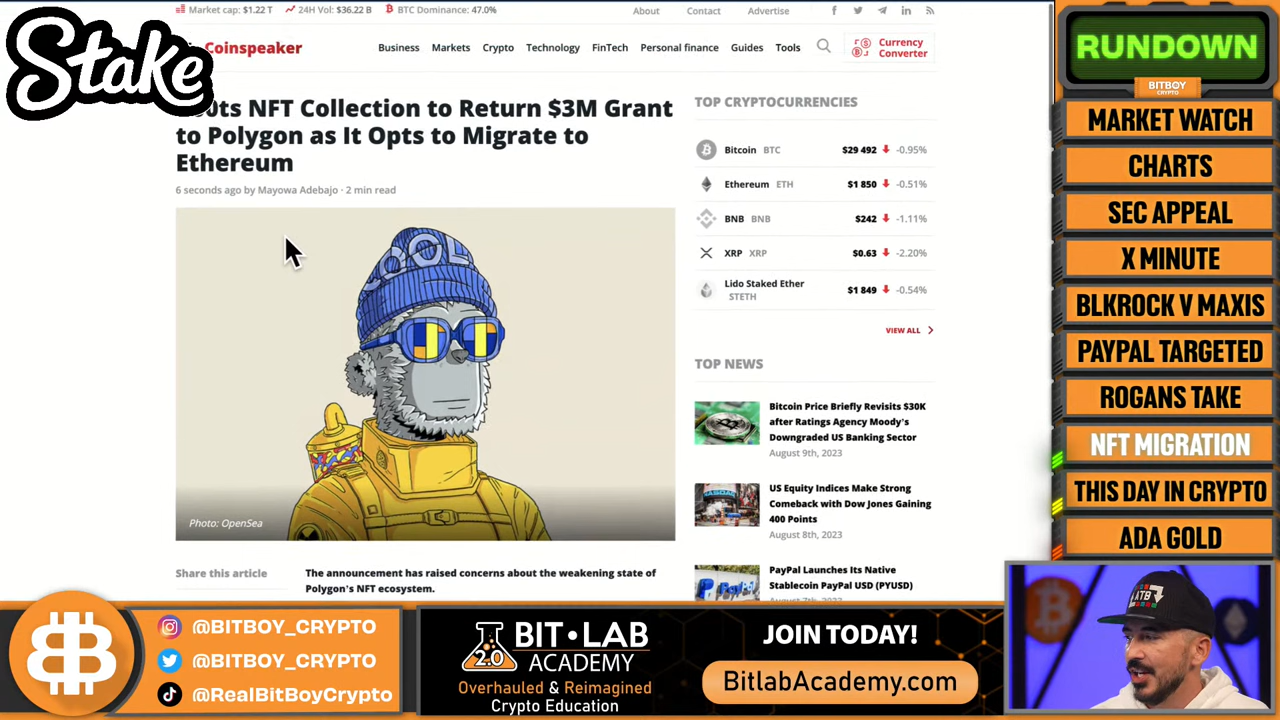 Stake
Market cap: $1.22 T
24H Vol: $36.22 B
BTC Dominance: 47.0%
About
Contact
Advertise
Coinspeaker
Business
Markets
Crypto
Technology
FinTech
Personal finance
Guides
Tools
Currency
Converter
NFT Collection to Return $3M Grant
to Polygon as It Opts to Migrate to
Ethereum
6 seconds ago by Mayowa Adebajo · 2 min read
COOL
Photo: OpenSea
Share this article
The announcement has raised concerns about the weakening state of
Polygon's NFT ecosystem.
TOP CRYPTOCURRENCIES
Bitcoin BTC $29 492 -0.95%
Ethereum ETH $1 850 -0.51%
BNB BNB $242 -1.11%
XRP XRP $0.63 -2.20%
Lido Staked Ether
STETH
$1 849 -0.54%
VIEW ALL
TOP NEWS
Bitcoin Price Briefly Revisits $30K
after Ratings Agency Moody's
Downgraded US Banking Sector
August 9th, 2023
US Equity Indices Make Strong
Comeback with Dow Jones Gaining
400 Points
August 8th, 2023
PayPal Launches Its Native
Stablecoin PayPal USD (PYUSD)
August 7th, 2023
RUNDOWN
BITBOY
CRYPTO
MARKET WATCH
CHARTS
SEC APPEAL
X MINUTE
BLKROCK V MAXIS
PAYPAL TARGETED
ROGANS TAKE
NFT MIGRATION
THIS DAY IN CRYPTO
ADA GOLD
@BITBOY_CRYPTO
@BITBOY_CRYPTO
@RealBitBoyCrypto
2.0
BIT•LAB
ACADEMY
Overhauled & Reimagined
Crypto Education
JOIN TODAY!
BitlabAcademy.com
ATB